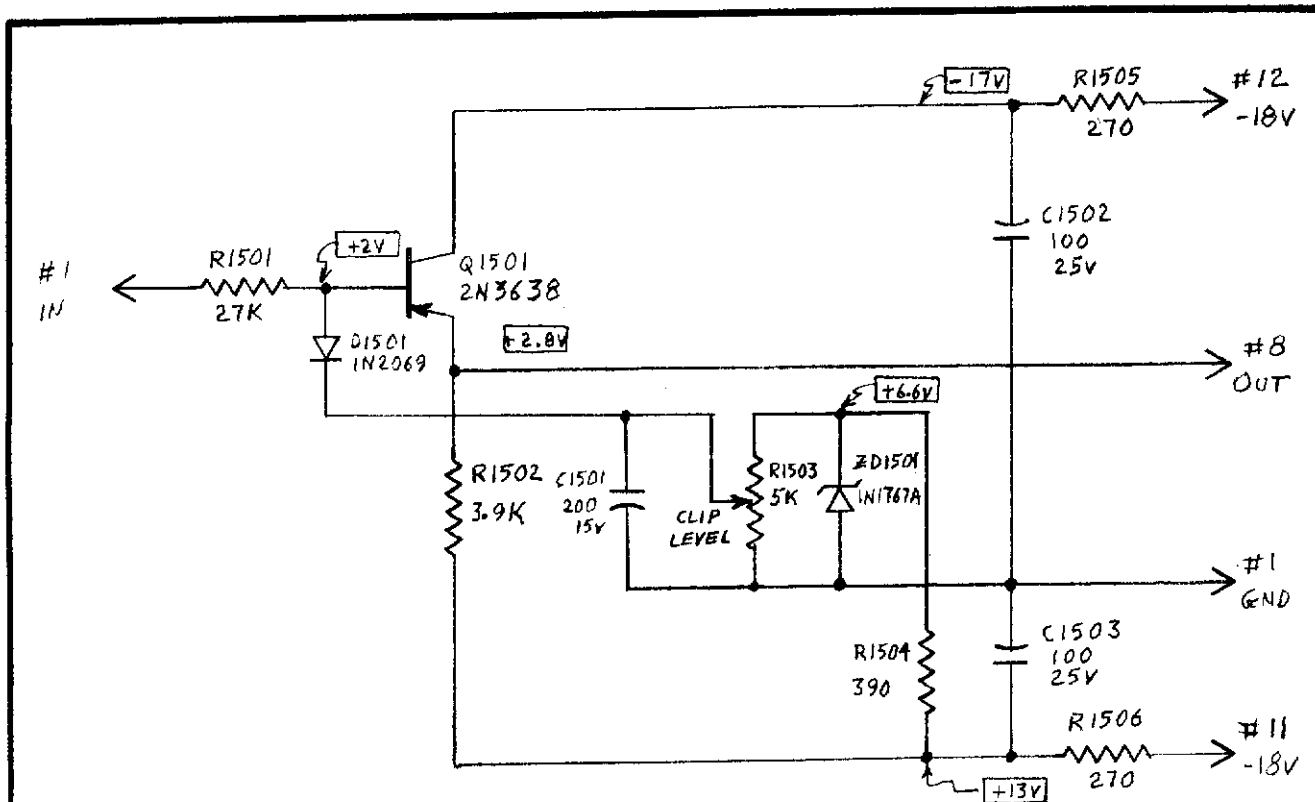 -17V
R1505
270
#12
-18V
C1502
100
25V
+2V
R1501
27K
#1
IN
Q1501
2N3638
D1501
1N2069
+2.8V
#8
OUT
+6.6V
R1502
3.9K
C1501
200
15V
CLIP
LEVEL
R1503
5K
ZD1501
1N1767A
#1
GND
R1504
390
C1503
100
25V
R1506
270
#11
-18V
+13V